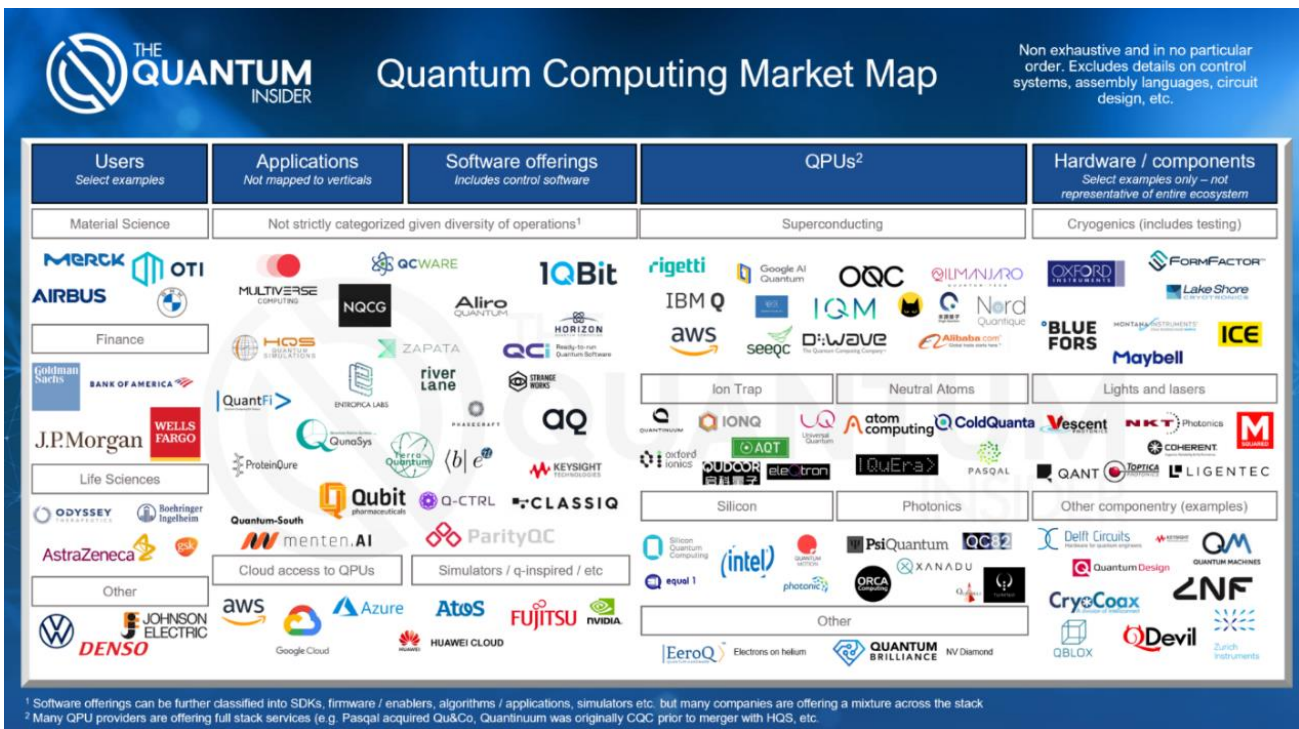 THE
QUANTUM
INSIDER
Quantum Computing Market Map
Non exhaustive and in no particular
order. Excludes details on control
systems, assembly languages, circuit
design, etc.
Users
Select examples
Applications
Not mapped to verticals
Software offerings
Includes control software
QPUs²
Hardware / components
Select examples only – not
representative of entire ecosystem
Material Science
MERCK
OTI
AIRBUS
Finance
Goldman
Sachs
BANK OF AMERICA
J.P.Morgan
WELLS
FARGO
Life Sciences
ODYSSEY
THERAPEUTICS
Boehringer
Ingelheim
AstraZeneca
gsk
Other
JOHNSON
ELECTRIC
DENSO
Not strictly categorized given diversity of operations¹
MULTIVERSE
COMPUTING
QCWARE
1QBit
NQCG
Aliro
QUANTUM
HORIZON
QUANTUM COMPUTING
HQS
QUANTUM
SIMULATIONS
ZAPATA
QCi
Ready-to-run
Quantum Software
QuantFi
ENTROPICA LABS
river
lane
STRANGE
WORKS
QunaSys
PHASECRAFT
aQ
ProteinQure
Terra
Quantum
KEYSIGHT
TECHNOLOGIES
Qubit
pharmaceuticals
Q-CTRL
CLASSIQ
Quantum-South
menten.AI
ParityQC
Cloud access to QPUs
aws
Azure
Google Cloud
Simulators / q-inspired / etc
Atos
FUJITSU
NVIDIA.
HUAWEI
HUAWEI CLOUD
Superconducting
rigetti
Google AI
Quantum
OQC
QILIMANJARO
QUANTUM TECH
IBM Q
IQM
Nord
Quantique
aws
seeQC
D:wave
The Quantum Computing Company
Alibaba.com
Global trade starts here.
Ion Trap
QUANTINUUM
IONQ
UQ
Universal
Quantum
AQT
oxford
ionics
QUDOOR
eleQtron
Neutral Atoms
atom
computing
ColdQuanta
|QuEra>
PASQAL
Silicon
Silicon
Quantum
Computing
(intel)
QUANTUM
MOTION
equal 1
photonic
Photonics
PsiQuantum
QC82
ORCA
Computing
XANADU
Other
|EeroQ>
Electrons on helium
QUANTUM
BRILLIANCE
NV Diamond
Cryogenics (includes testing)
OXFORD
INSTRUMENTS
FORMFACTOR
Lake Shore
CRYOTRONICS
BLUE
FORS
MONTANA INSTRUMENTS
ICE
Maybell
Lights and lasers
Vescent
PHOTONICS
NKT Photonics
M
SQUARED
COHERENT
QANT
TOPTICA
PHOTONICS
LIGENTEC
Other componentry (examples)
Delft Circuits
Hardware for quantum engineers
KEYSIGHT
QM
QUANTUM MACHINES
Quantum Design
CryoCoax
LNF
QBLOX
QDevil
Zurich
Instruments
¹ Software offerings can be further classified into SDKs, firmware / enablers, algorithms / applications, simulators etc. but many companies are offering a mixture across the stack
² Many QPU providers are offering full stack services (e.g. Pasqal acquired Qu&Co, Quantinuum was originally CQC prior to merger with HQS, etc.